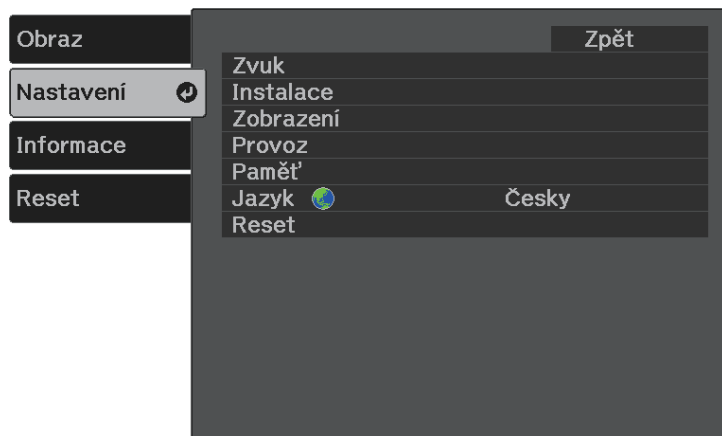 Obraz
Nastavení
Informace
Reset
Zpět
Zvuk
Instalace
Zobrazení
Provoz
Paměť
Jazyk Česky
Reset